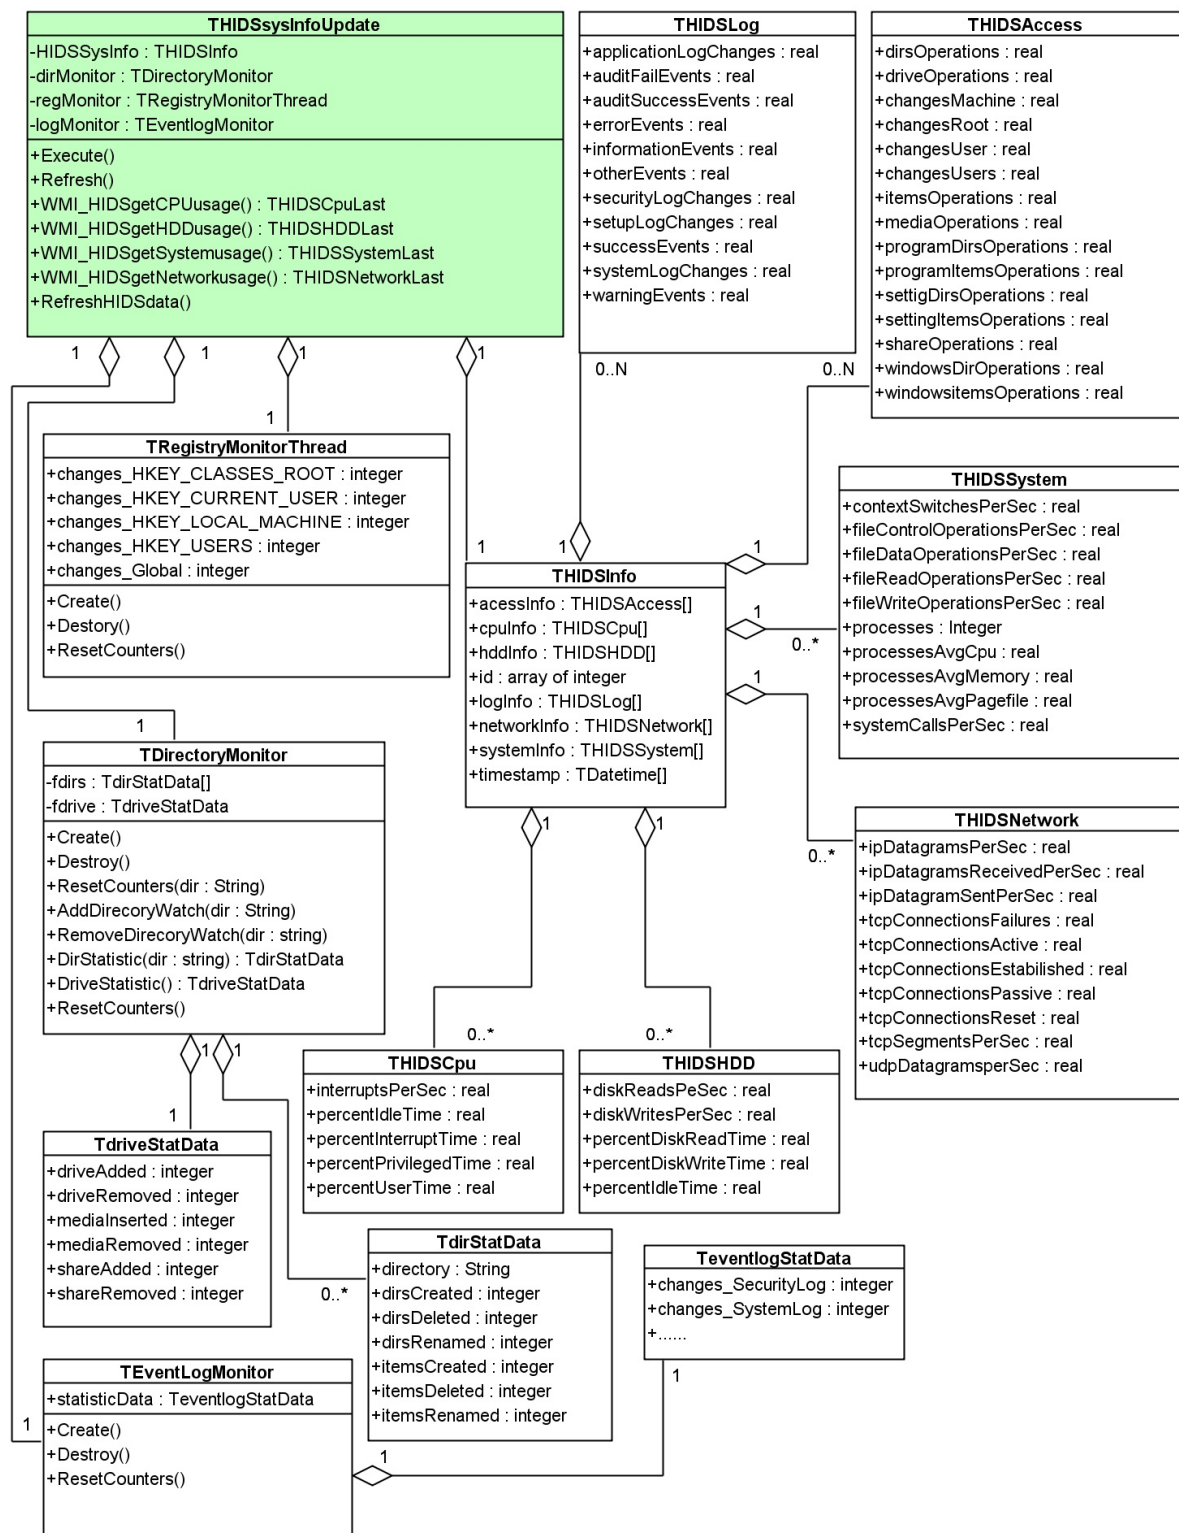 THIDSsysInfoUpdate
-HIDSSysInfo : THIDSInfo
-dirMonitor : TDirectoryMonitor
-regMonitor : TRegistryMonitorThread
-logMonitor : TEventlogMonitor
+Execute()
+Refresh()
+WMI_HIDSgetCPUusage() : THIDSCpuLast
+WMI_HIDSgetHDDusage() : THIDSHDDLast
+WMI_HIDSgetSystemusage() : THIDSSystemLast
+WMI_HIDSgetNetworkusage() : THIDSNetworkLast
+RefreshHIDSdata()
1
1
1
1
THIDSLog
+applicationLogChanges : real
+auditFailEvents : real
+auditSuccessEvents : real
+errorEvents : real
+informationEvents : real
+otherEvents : real
+securityLogChanges : real
+setupLogChanges : real
+successEvents : real
+systemLogChanges : real
+warningEvents : real
0..N
THIDSAccess
+dirsOperations : real
+driveOperations : real
+changesMachine : real
+changesRoot : real
+changesUser : real
+changesUsers : real
+itemsOperations : real
+mediaOperations : real
+programDirsOperations : real
+programItemsOperations : real
+settigDirsOperations : real
+settingItemsOperations : real
+shareOperations : real
+windowsDirOperations : real
+windowsitemsOperations : real
0..N
1
TRegistryMonitorThread
+changes_HKEY_CLASSES_ROOT : integer
+changes_HKEY_CURRENT_USER : integer
+changes_HKEY_LOCAL_MACHINE : integer
+changes_HKEY_USERS : integer
+changes_Global : integer
+Create()
+Destory()
+ResetCounters()
1
1
1
THIDSInfo
+acessInfo : THIDSAccess[]
+cpuInfo : THIDSCpu[]
+hddInfo : THIDSHDD[]
+id : array of integer
+logInfo : THIDSLog[]
+networkInfo : THIDSNetwork[]
+systemInfo : THIDSSystem[]
+timestamp : TDatetime[]
1
1
1
1
THIDSSystem
+contextSwitchesPerSec : real
+fileControlOperationsPerSec : real
+fileDataOperationsPerSec : real
+fileReadOperationsPerSec : real
+fileWriteOperationsPerSec : real
+processes : Integer
+processesAvgCpu : real
+processesAvgMemory : real
+processesAvgPagefile : real
+systemCallsPerSec : real
0..*
1
TDirectoryMonitor
-fdirs : TdirStatData[]
-fdrive : TdriveStatData
+Create()
+Destroy()
+ResetCounters(dir : String)
+AddDirecoryWatch(dir : String)
+RemoveDirecoryWatch(dir : string)
+DirStatistic(dir : string) : TdirStatData
+DriveStatistic() : TdriveStatData
+ResetCounters()
1
1
THIDSNetwork
+ipDatagramsPerSec : real
+ipDatagramsReceivedPerSec : real
+ipDatagramSentPerSec : real
+tcpConnectionsFailures : real
+tcpConnectionsActive : real
+tcpConnectionsEstabilished : real
+tcpConnectionsPassive : real
+tcpConnectionsReset : real
+tcpSegmentsPerSec : real
+udpDatagramsperSec : real
0..*
0..*
THIDSCpu
+interruptsPerSec : real
+percentIdleTime : real
+percentInterruptTime : real
+percentPrivilegedTime : real
+percentUserTime : real
0..*
THIDSHDD
+diskReadsPeSec : real
+diskWritesPerSec : real
+percentDiskReadTime : real
+percentDiskWriteTime : real
+percentIdleTime : real
1
TdriveStatData
+driveAdded : integer
+driveRemoved : integer
+mediaInserted : integer
+mediaRemoved : integer
+shareAdded : integer
+shareRemoved : integer
0..*
TdirStatData
+directory : String
+dirsCreated : integer
+dirsDeleted : integer
+dirsRenamed : integer
+itemsCreated : integer
+itemsDeleted : integer
+itemsRenamed : integer
TeventlogStatData
+changes_SecurityLog : integer
+changes_SystemLog : integer
+......
1
1
TEventLogMonitor
+statisticData : TeventlogStatData
+Create()
+Destroy()
+ResetCounters()
1